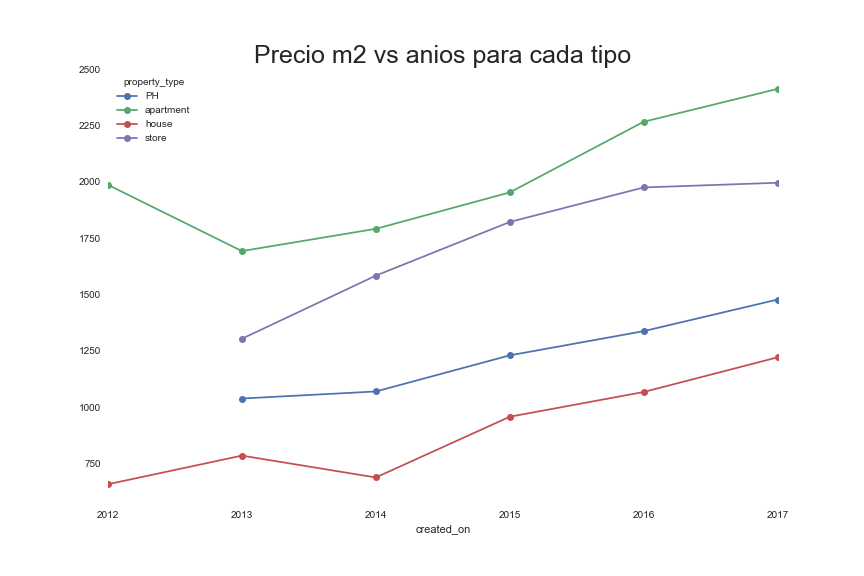 Precio m2 vs anios para cada tipo
2500
property_type
PH
apartment
house
store
2250
2000
1750
1500
1250
1000
750
2012 2013 2014 2015 2016 2017
created_on